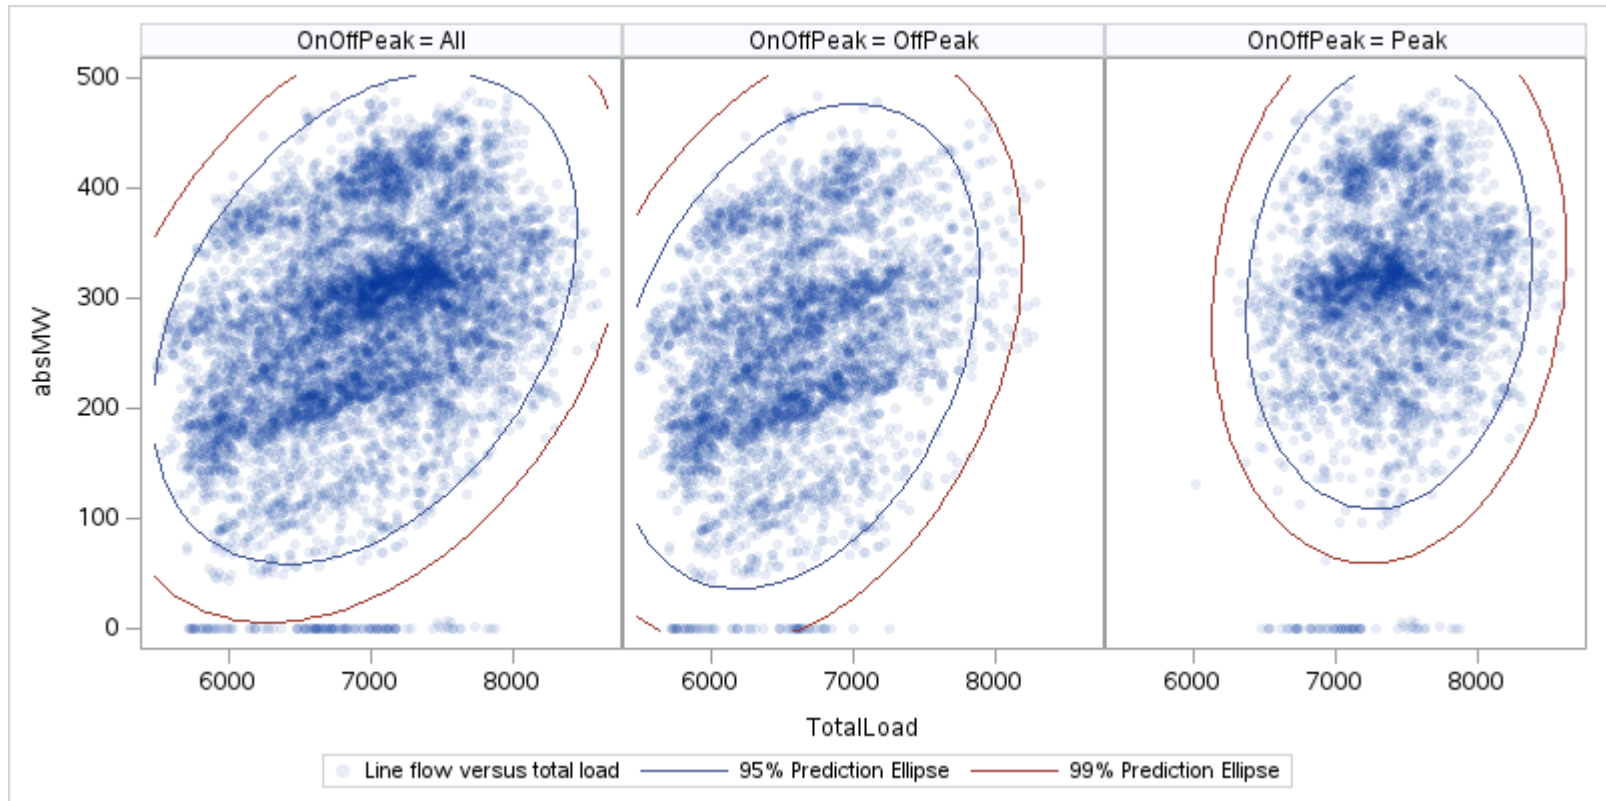 OnOffPeak = All
OnOffPeak = OffPeak
OnOffPeak = Peak
absMW
500
400
300
200
100
0
6000 7000 8000
6000 7000 8000
6000 7000 8000
TotalLoad
Line flow versus total load
95% Prediction Ellipse
99% Prediction Ellipse